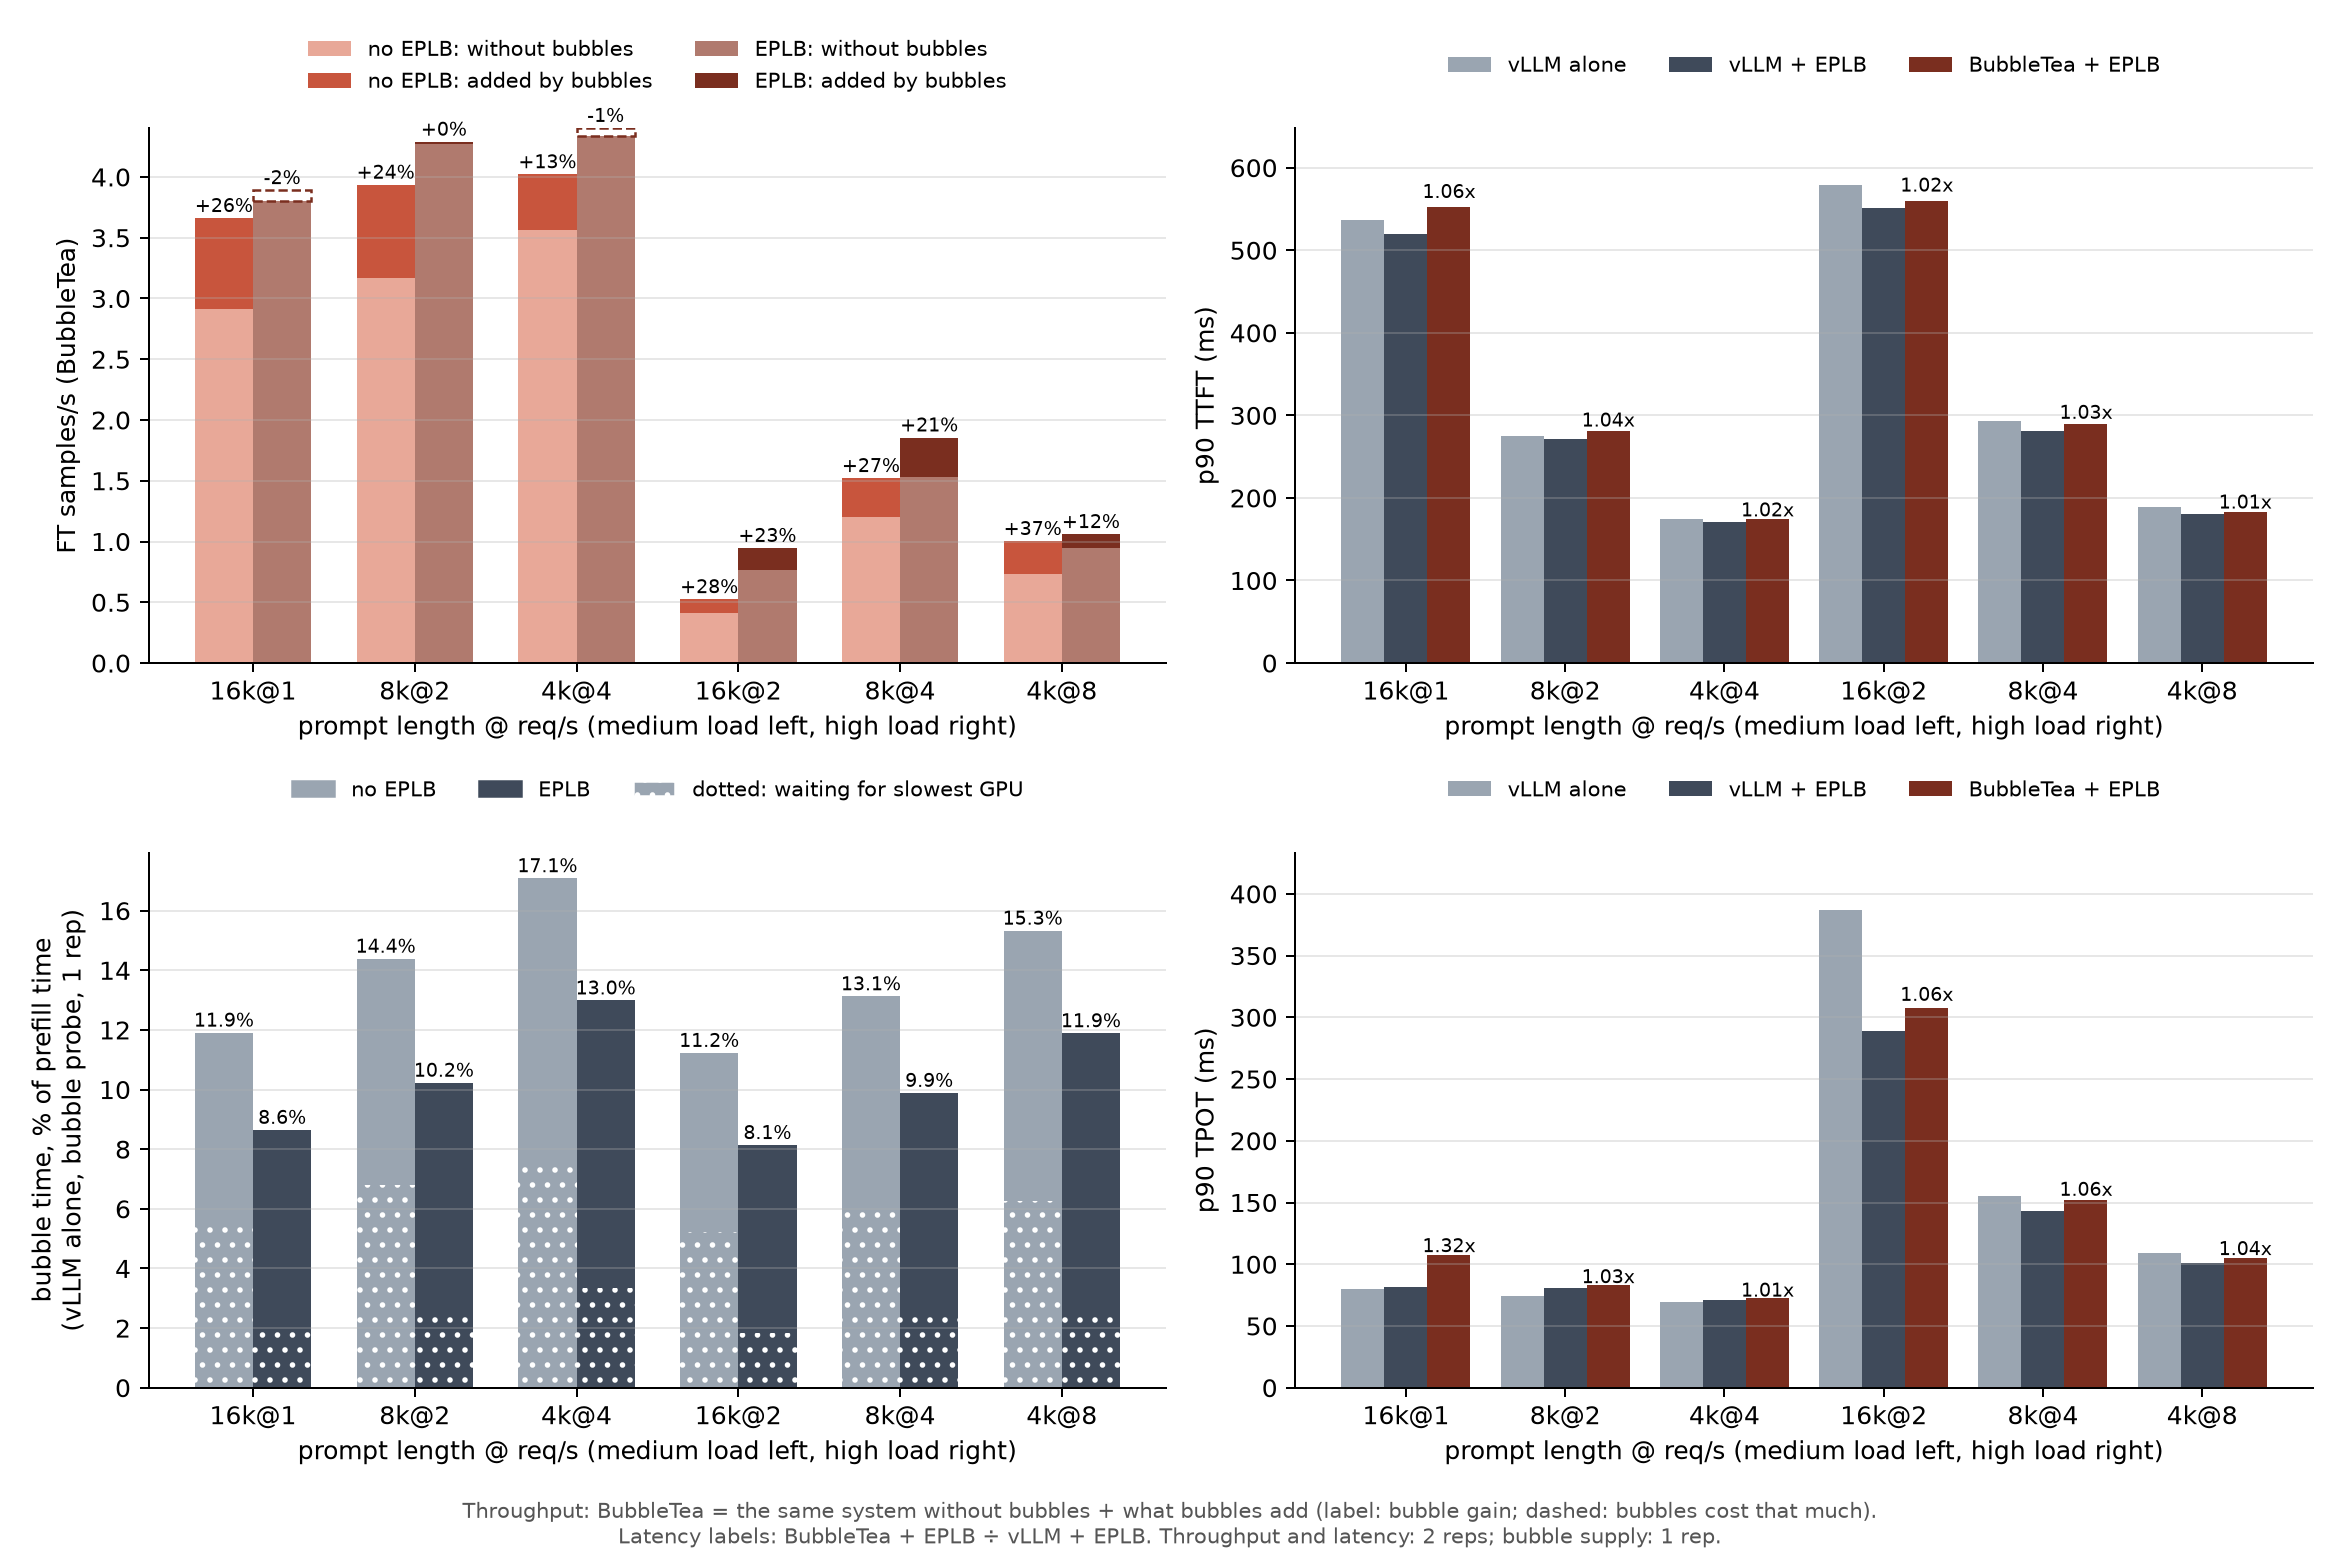 no EPLB: without bubbles
no EPLB: added by bubbles
EPLB: without bubbles
EPLB: added by bubbles
FT samples/s (BubbleTea)
4.0
3.5
3.0
2.5
2.0
1.5
1.0
0.5
0.0
+26%
-2%
+24%
+0%
+13%
-1%
+28%
+23%
+27%
+21%
+37%
+12%
16k@1 8k@2 4k@4 16k@2 8k@4 4k@8
prompt length @ req/s (medium load left, high load right)
vLLM alone vLLM + EPLB BubbleTea + EPLB
p90 TTFT (ms)
600
500
400
300
200
100
0
1.06x
1.04x
1.02x
1.02x
1.03x
1.01x
16k@1 8k@2 4k@4 16k@2 8k@4 4k@8
prompt length @ req/s (medium load left, high load right)
no EPLB EPLB dotted: waiting for slowest GPU
bubble time, % of prefill time
(vLLM alone, bubble probe, 1 rep)
16
14
12
10
8
6
4
2
0
11.9%
8.6%
14.4%
10.2%
17.1%
13.0%
11.2%
8.1%
13.1%
9.9%
15.3%
11.9%
16k@1 8k@2 4k@4 16k@2 8k@4 4k@8
prompt length @ req/s (medium load left, high load right)
vLLM alone vLLM + EPLB BubbleTea + EPLB
p90 TPOT (ms)
400
350
300
250
200
150
100
50
0
1.32x
1.03x
1.01x
1.06x
1.06x
1.04x
16k@1 8k@2 4k@4 16k@2 8k@4 4k@8
prompt length @ req/s (medium load left, high load right)
Throughput: BubbleTea = the same system without bubbles + what bubbles add (label: bubble gain; dashed: bubbles cost that much).
Latency labels: BubbleTea + EPLB ÷ vLLM + EPLB. Throughput and latency: 2 reps; bubble supply: 1 rep.